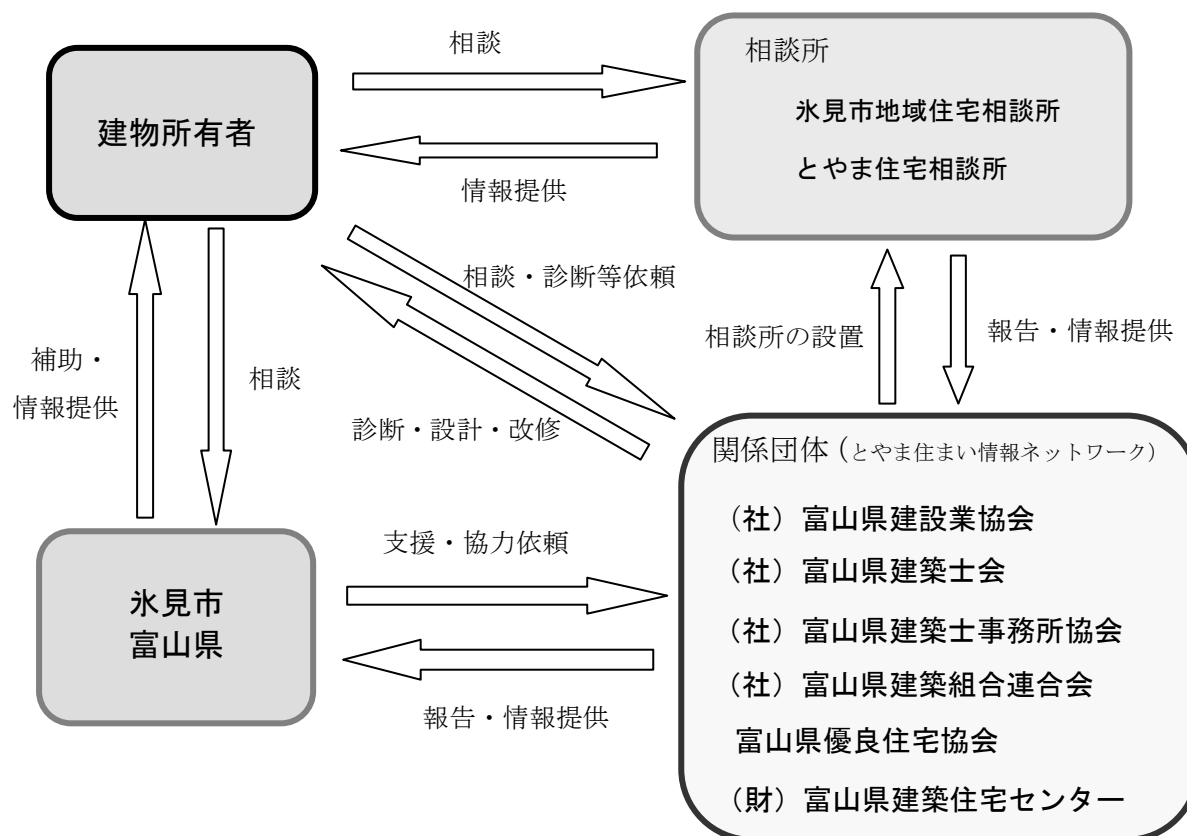 相談
相談所
建物所有者
氷見市地域住宅相談所
とやま住宅相談所
情報提供
相談・診断等依頼
相談所の設置
報告・情報提供
補助・
情報提供
相談
診断・設計・改修
関係団体(とやま住まい情報ネットワーク)
(社)富山県建設業協会
支援・協力依頼
(社)富山県建築士会
氷見市
富山県
(社)富山県建築士事務所協会
(社)富山県建築組合連合会
報告・情報提供
富山県優良住宅協会
(財)富山県建築住宅センター